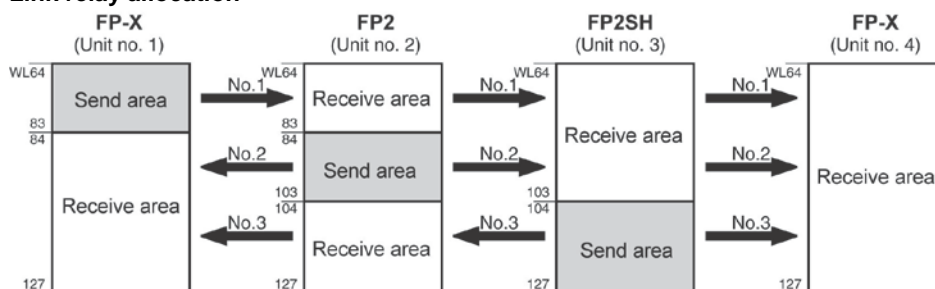 Link relay allocation
FP-X
(Unit no. 1)
FP2
(Unit no. 2)
FP2SH
(Unit no. 3)
FP-X
(Unit no. 4)
WL64
Send area
83
84
Receive area
127
No.1
No.2
No.3
WL64
Receive area
83
84
Send area
103
104
Receive area
127
No.1
No.2
No.3
WL64
Receive area
103
104
Send area
127
No.1
No.2
No.3
WL64
Receive area
127